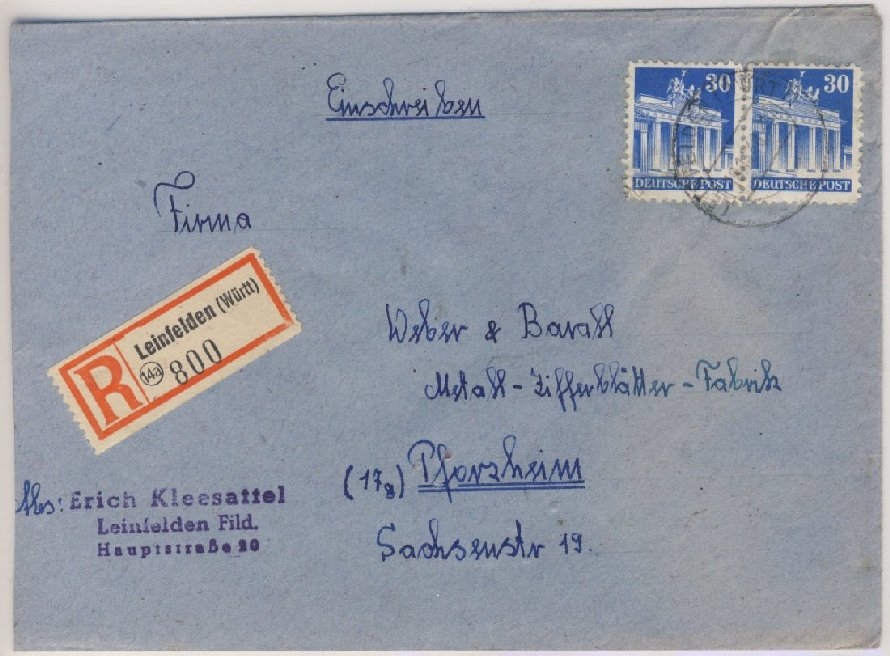 Einschreiben
30 30
DEUTSCHE POST DEUTSCHE POST
Firma
Leinfelden (Württ)
R 14a 800
Weber & Barall
Metall-Zifferblätter-Fabrik
(17a) Pforzheim
Sachsenstr 19.
Abs: Erich Kleesattel
Leinfelden Fild.
Hauptstraße 20